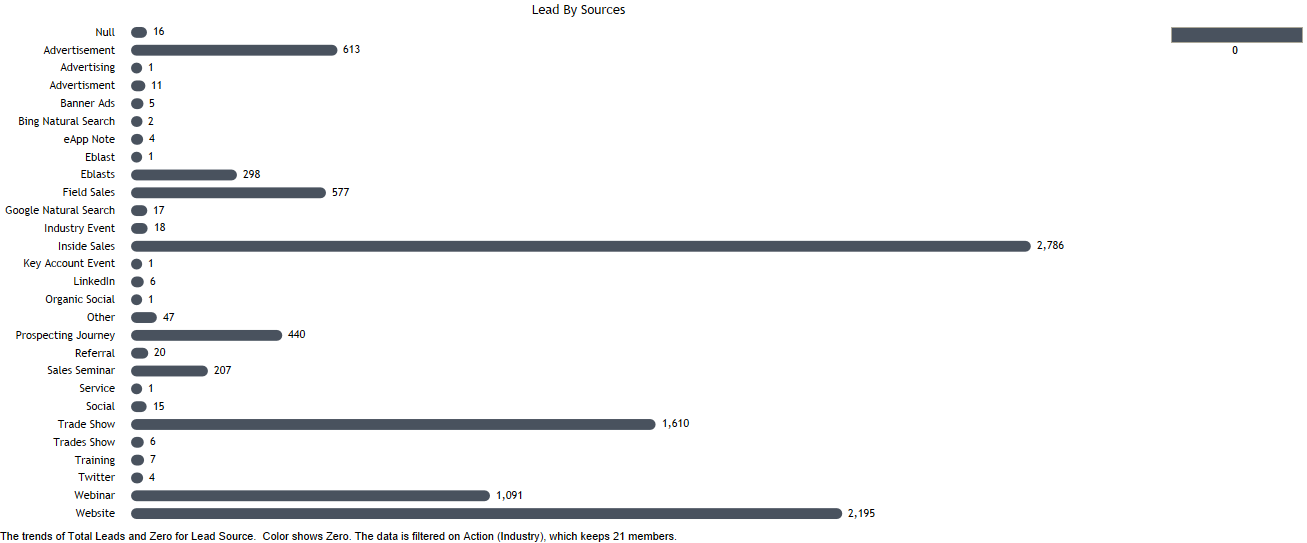 Lead By Sources
Null 16
0
Advertisement 613
Advertising 1
Advertisment 11
Banner Ads 5
Bing Natural Search 2
eApp Note 4
Eblast 1
Eblasts 298
Field Sales 577
Google Natural Search 17
Industry Event 18
Inside Sales 2,786
Key Account Event 1
LinkedIn 6
Organic Social 1
Other 47
Prospecting Journey 440
Referral 20
Sales Seminar 207
Service 1
Social 15
Trade Show 1,610
Trades Show 6
Training 7
Twitter 4
Webinar 1,091
Website 2,195
The trends of Total Leads and Zero for Lead Source.  Color shows Zero. The data is filtered on Action (Industry), which keeps 21 members.